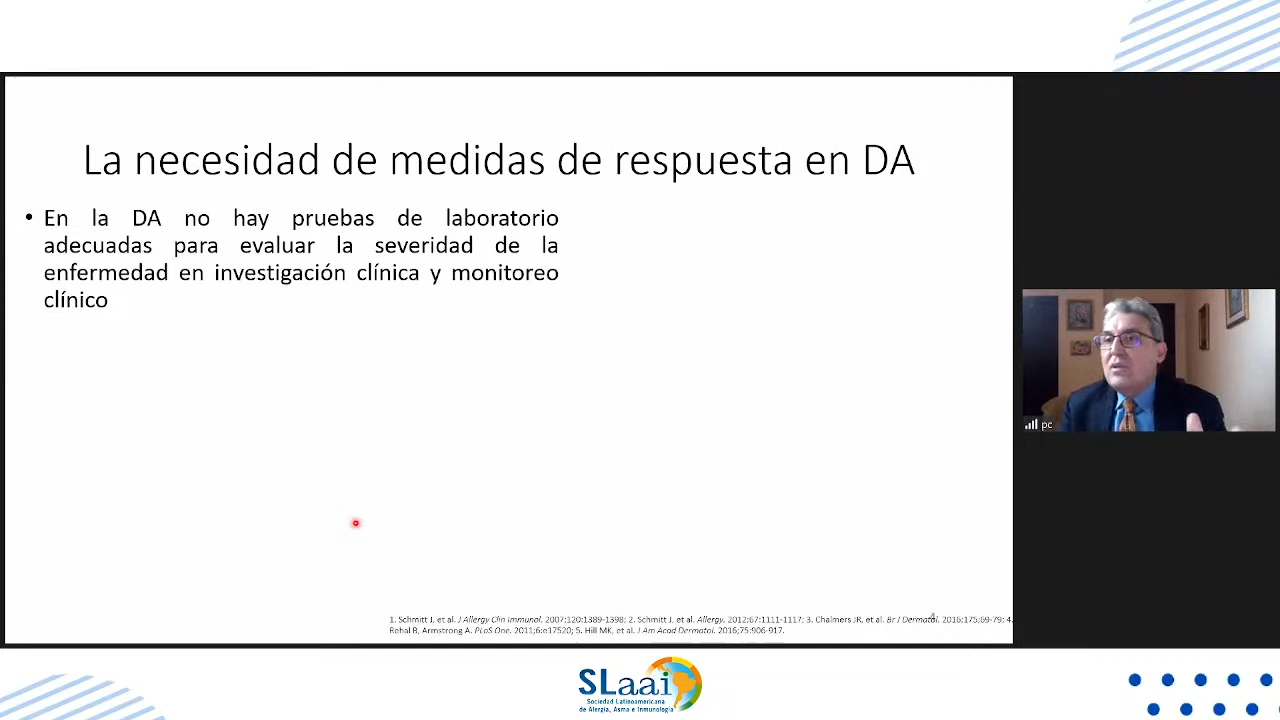 La necesidad de medidas de respuesta en DA
• En la DA no hay pruebas de laboratorio
adecuadas para evaluar la severidad de la
enfermedad en investigación clínica y monitoreo
clínico
4
1. Schmitt J. et al. J Allergy Clin Immunol. 2007;120:1389-1398; 2. Schmitt J. et al. Allergy. 2012;67:1111-1117; 3. Chalmers JR, et al. Br J Dermatol. 2016;175:69-79; 4.
Rehal B, Armstrong A. PLoS One. 2011;6:e17520; 5. Hill MK, et al. J Am Acad Dermatol. 2016;75:906-917.
pc
SLaai
Sociedad Latinoamericana
de Alergia, Asma e Inmunología